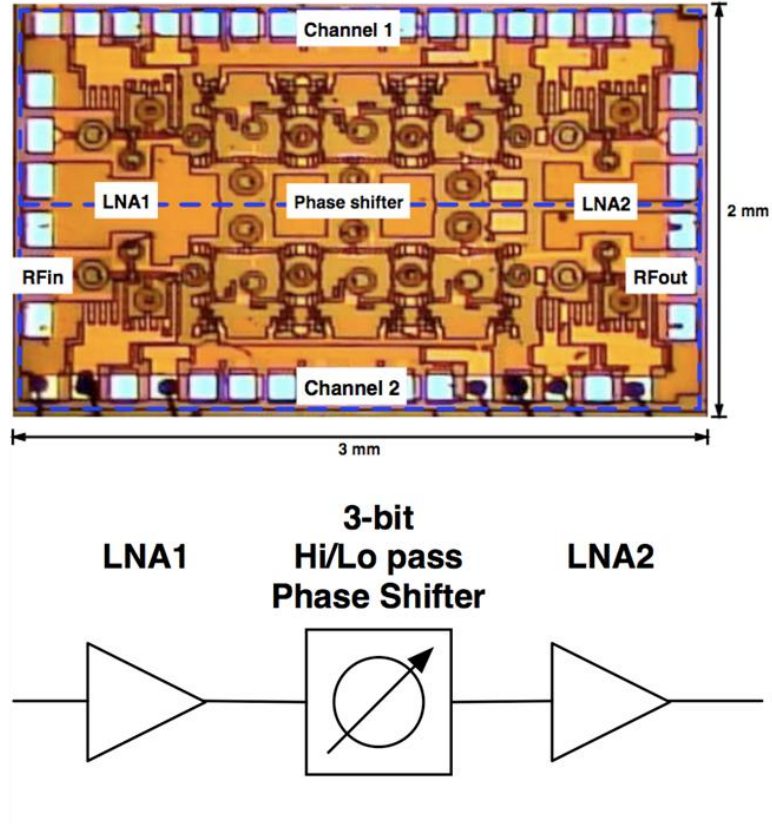 Channel 1
LNA1
Phase shifter
LNA2
2 mm
RFin
RFout
Channel 2
3 mm
3-bit
LNA1
Hi/Lo pass
LNA2
Phase Shifter